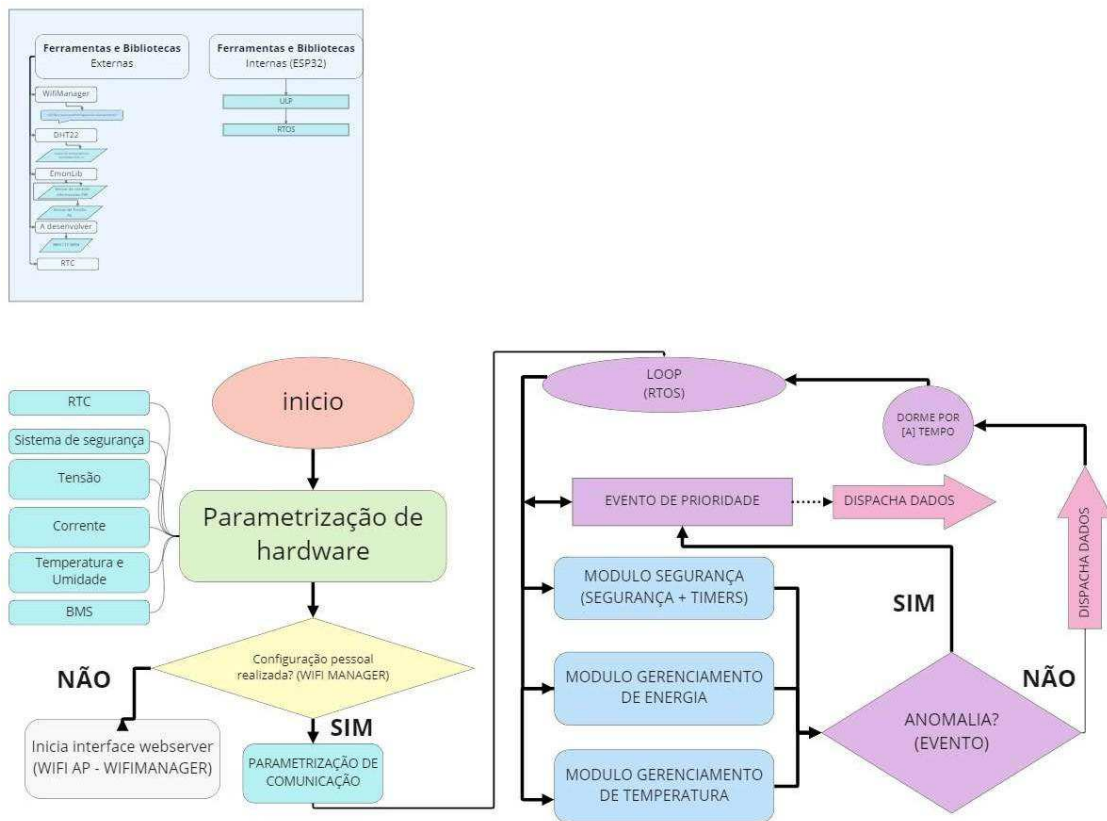 Ferramentas e Bibliotecas
Externas
Ferramentas e Bibliotecas
Internas (ESP32)
WifiManager
DHT22
EmonLib
A desenvolver
RTC
ULP
RTOS
inicio
RTC
Sistema de segurança
Tensão
Corrente
Temperatura e
Umidade
BMS
Parametrização de
hardware
Configuração pessoal
realizada? (WIFI MANAGER)
NÃO
SIM
Inicia interface webserver
(WIFI AP - WIFIMANAGER)
PARAMETRIZAÇÃO DE
COMUNICAÇÃO
LOOP
(RTOS)
DORME POR
[A] TEMPO
EVENTO DE PRIORIDADE
DISPACHA DADOS
DISPACHA DADOS
MODULO SEGURANÇA
(SEGURANÇA + TIMERS)
MODULO GERENCIAMENTO
DE ENERGIA
MODULO GERENCIAMENTO
DE TEMPERATURA
SIM
NÃO
ANOMALIA?
(EVENTO)